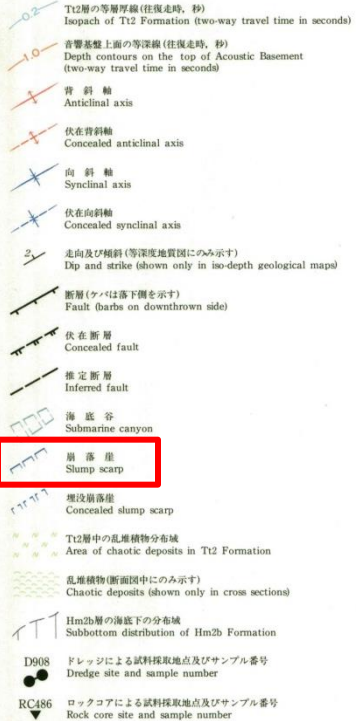 0.2
Tt2層の等層厚線(往復走時, 秒)
Isopach of Tt2 Formation (two-way travel time in seconds)
1.0
音響基盤上面の等深線(往復走時, 秒)
Depth contours on the top of Acoustic Basement
(two-way travel time in seconds)
背斜軸
Anticlinal axis
伏在背斜軸
Concealed anticlinal axis
向斜軸
Synclinal axis
伏在向斜軸
Concealed synclinal axis
2
走向及び傾斜(等深度地質図にのみ示す)
Dip and strike (shown only in iso-depth geological maps)
断層(ケバは落下側を示す)
Fault (barbs on downthrown side)
伏在断層
Concealed fault
推定断層
Inferred fault
海底谷
Submarine canyon
崩落崖
Slump scarp
埋没崩落崖
Concealed slump scarp
Tt2層中の乱堆積物分布域
Area of chaotic deposits in Tt2 Formation
乱堆積物(断面図中にのみ示す)
Chaotic deposits (shown only in cross sections)
Hm2b層の海底下の分布域
Subbottom distribution of Hm2b Formation
D908
ドレッジによる試料採取地点及びサンプル番号
Dredge site and sample number
RC486
ロックコアによる試料採取地点及びサンプル番号
Rock core site and sample number